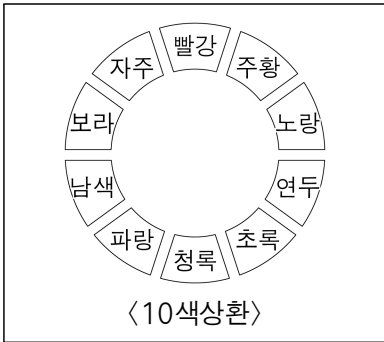 빨강
자주 주황
보라 노랑
남색 연두
파랑 초록
청록
〈10색상환〉